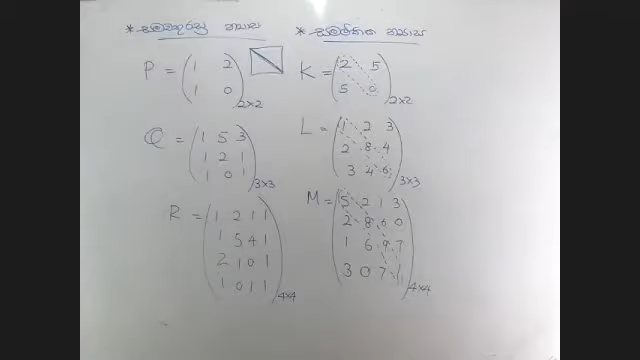 * සමචතුරස්‍ර න්‍යාස
P = (1 2
1 0)2×2
Q = (1 5 3
1 2 1
1 0 1)3×3
R = (1 2 1 1
1 5 4 1
2 1 0 1
1 0 1 1)4×4
* සමමිතික න්‍යාස
K = (2 5
5 0)2×2
L = (1 2 3
2 8 4
3 4 6)3×3
M = (5 2 1 3
2 8 6 0
1 6 9 7
3 0 7 1)4×4